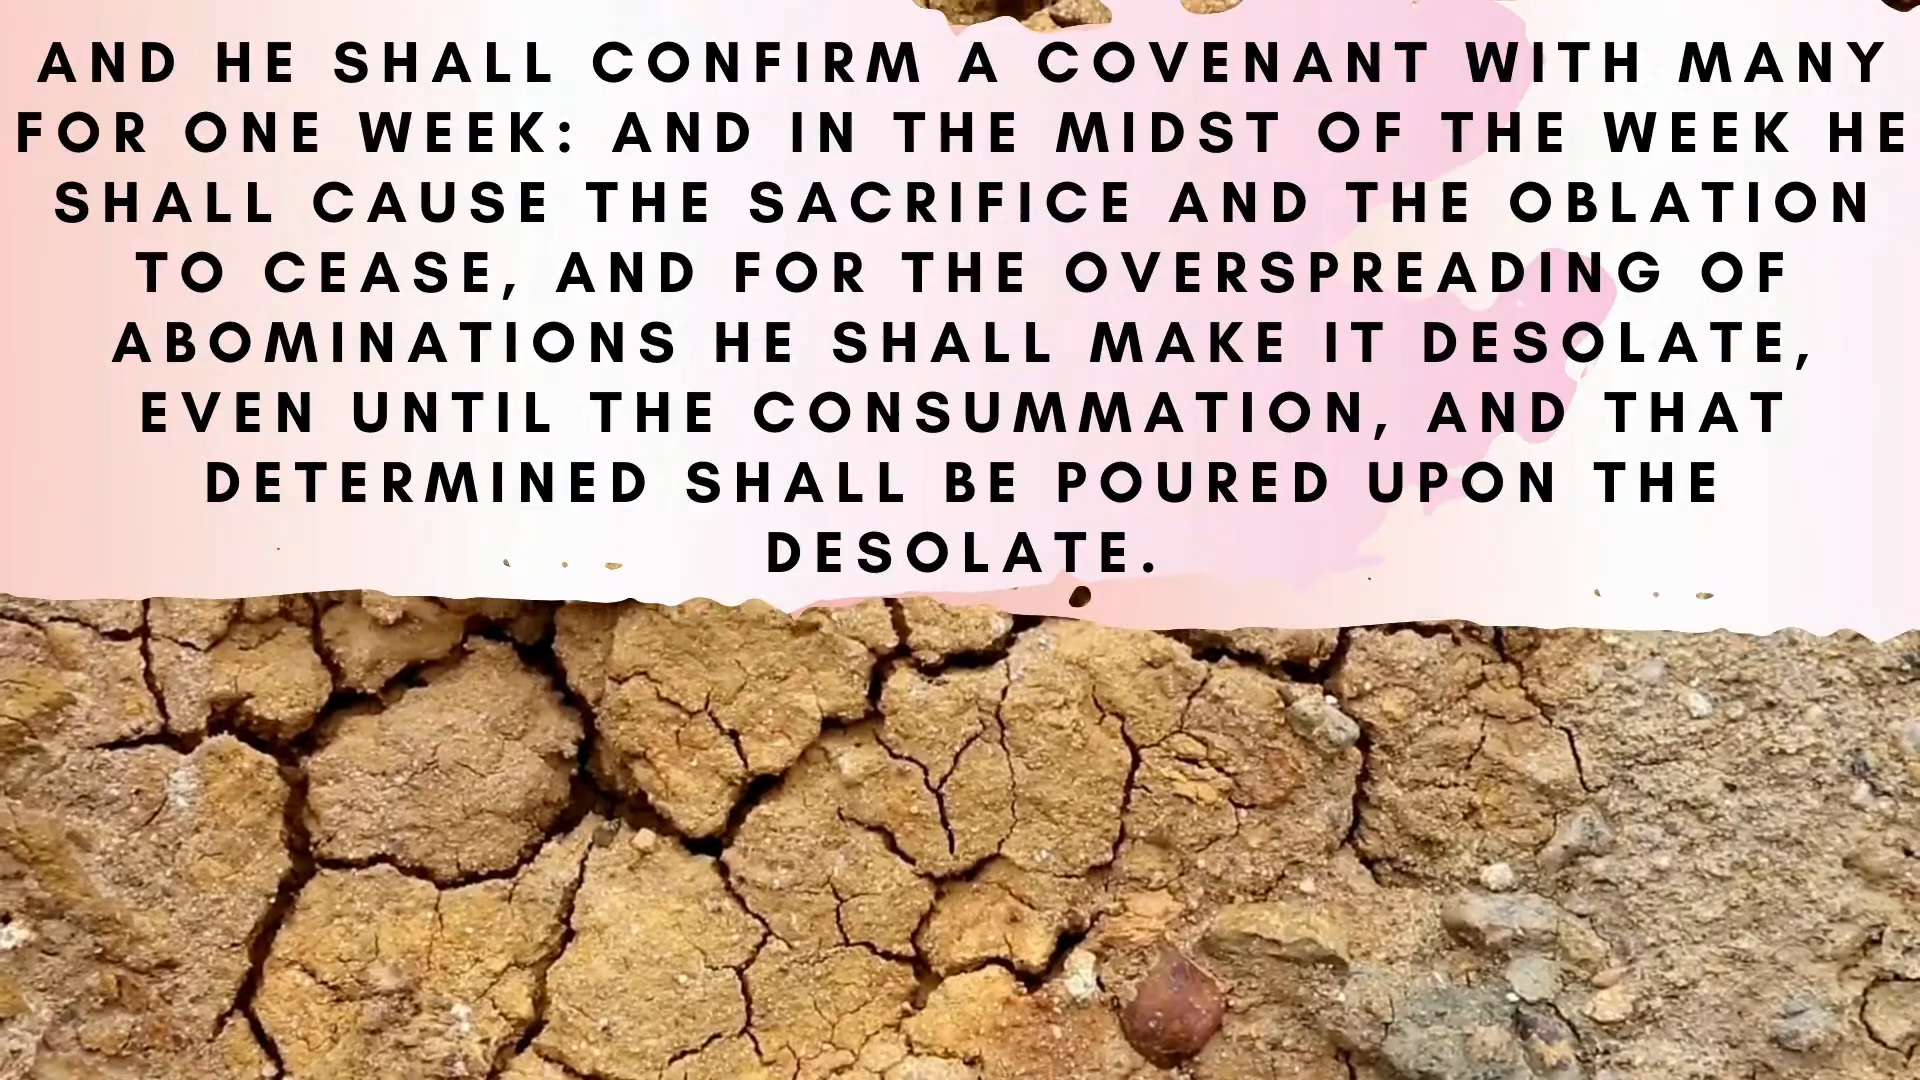 AND HE SHALL CONFIRM A COVENANT WITH MANY
FOR ONE WEEK: AND IN THE MIDST OF THE WEEK HE
SHALL CAUSE THE SACRIFICE AND THE OBLATION
TO CEASE, AND FOR THE OVERSPREADING OF
ABOMINATIONS HE SHALL MAKE IT DESOLATE,
EVEN UNTIL THE CONSUMMATION, AND THAT
DETERMINED SHALL BE POURED UPON THE
DESOLATE.